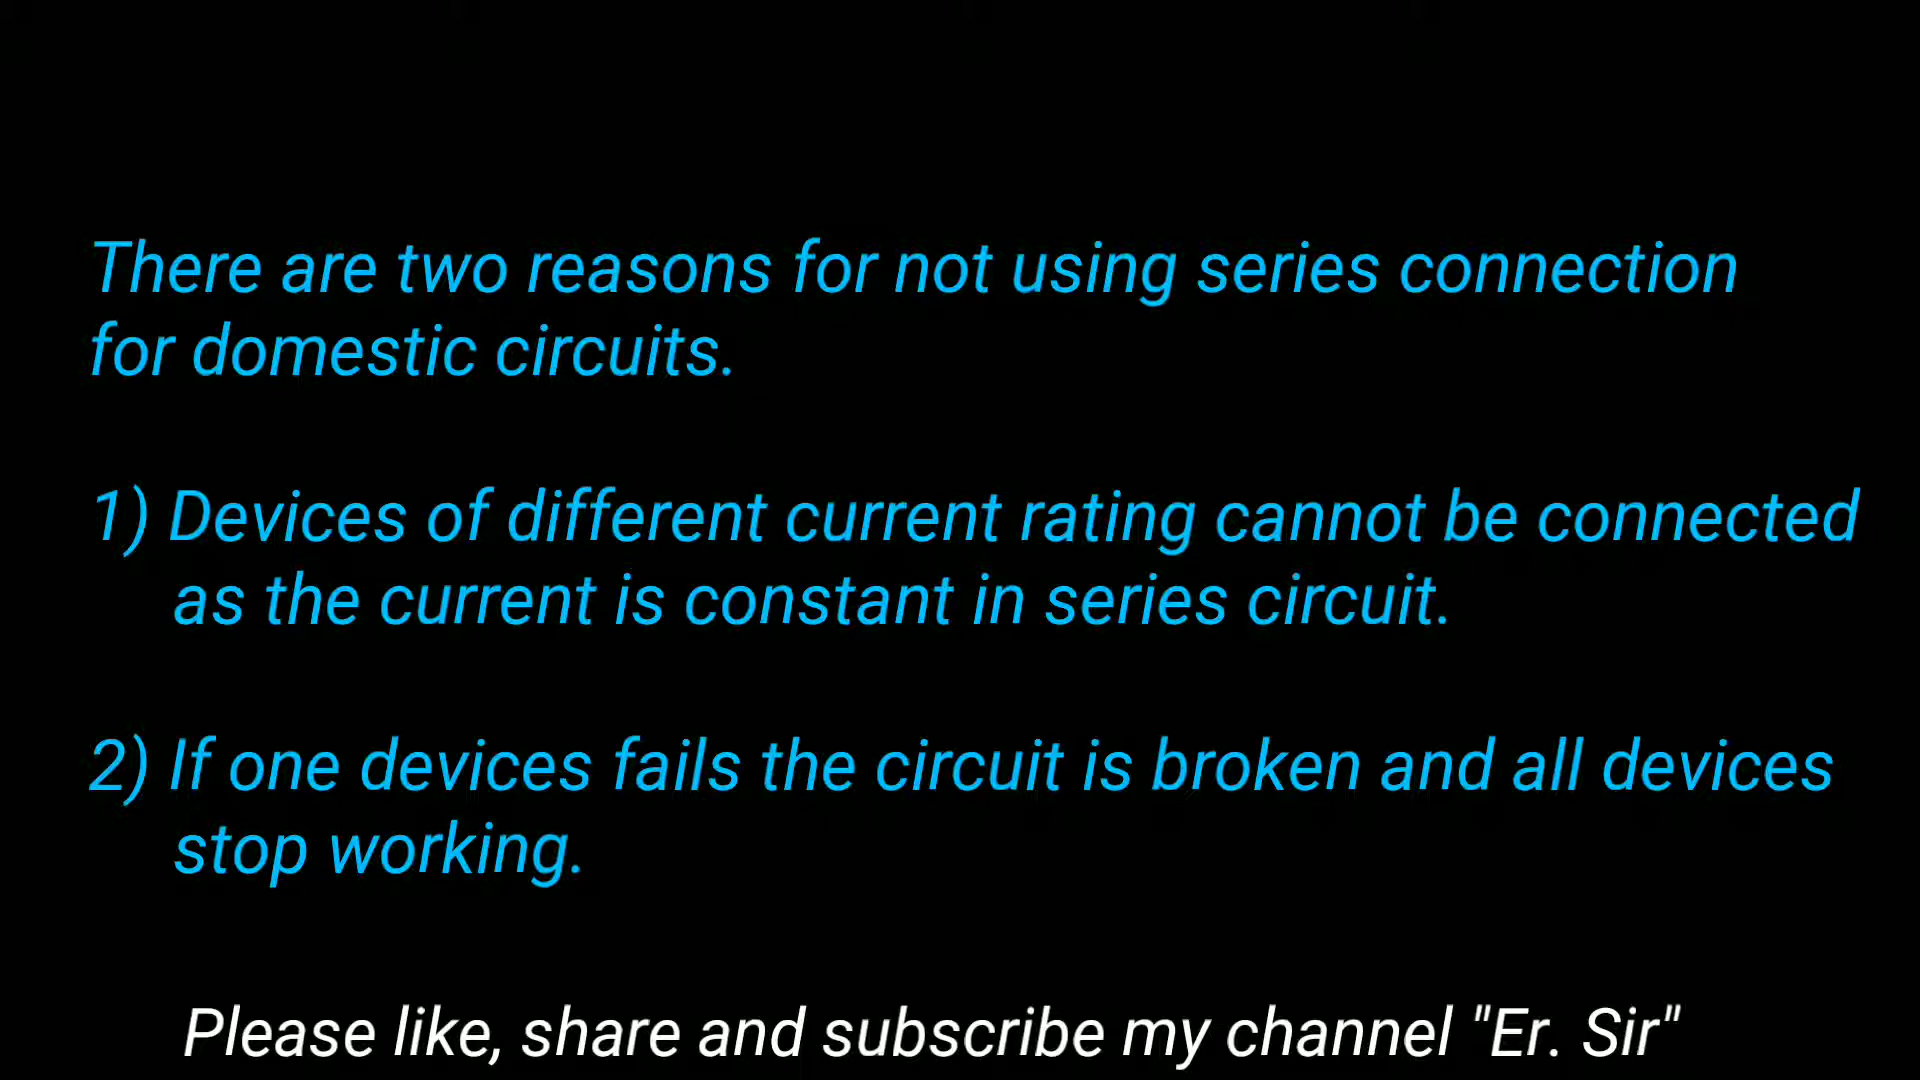 There are two reasons for not using series connection
for domestic circuits.
1) Devices of different current rating cannot be connected
as the current is constant in series circuit.
2) If one devices fails the circuit is broken and all devices
stop working.
Please like, share and subscribe my channel "Er. Sir"